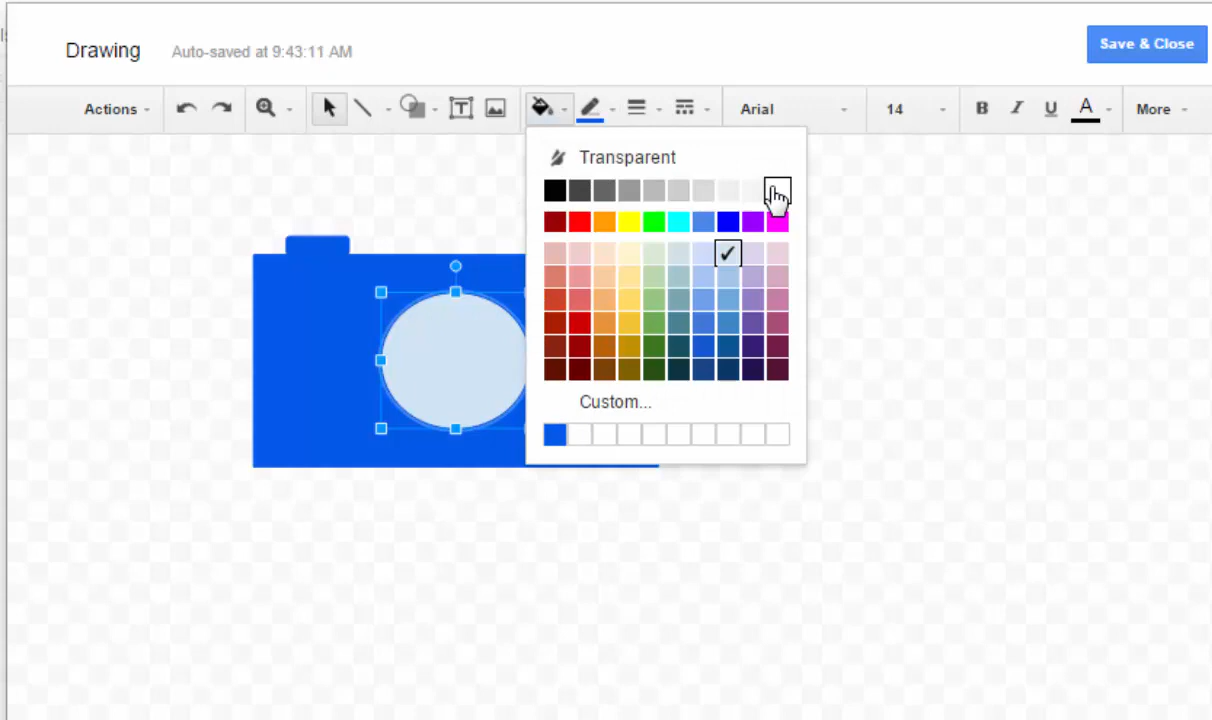 Drawing Auto-saved at 9:43:11 AM Save & Close
Actions T Arial 14 B I U A More
Transparent
Custom...